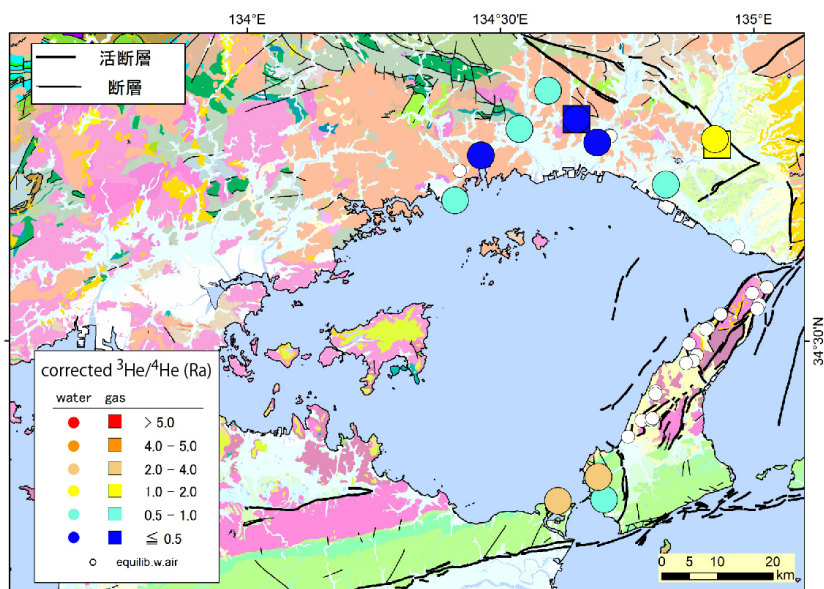 134°E
134°30'E
135°E
活断層
断層
34°30'N
corrected ³He/⁴He (Ra)
water gas
> 5.0
4.0 - 5.0
2.0 - 4.0
1.0 - 2.0
0.5 - 1.0
≦ 0.5
equilib.w.air
0 5 10 20
km